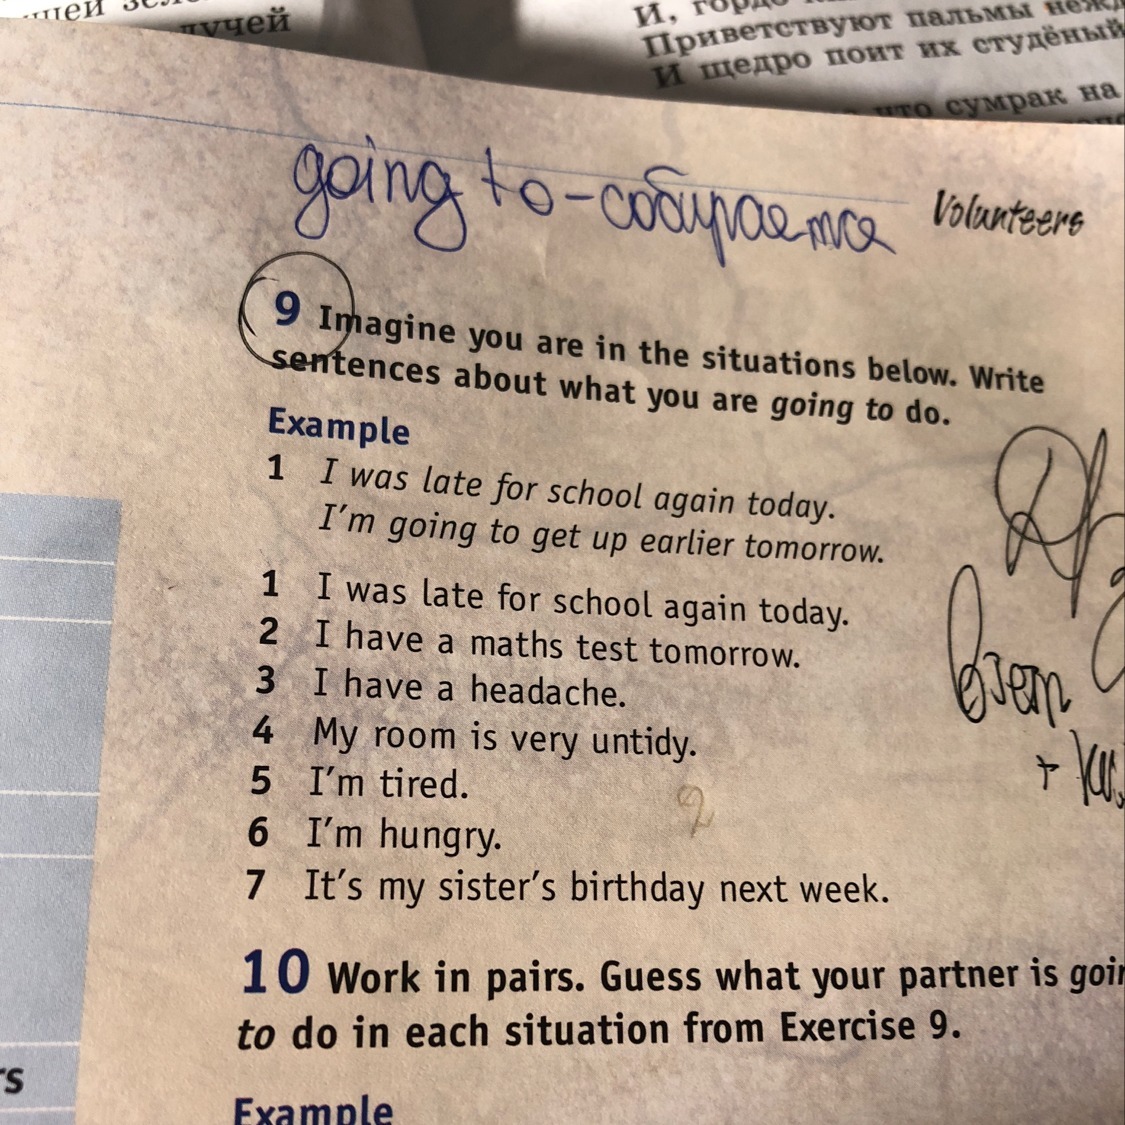 лучей
Приветствуют пальмы
И щедро поит их студёный
что сумрак на
going to - собирается
Volunteers
9 Imagine you are in the situations below. Write
sentences about what you are going to do.
Example
1 I was late for school again today.
I'm going to get up earlier tomorrow.
1 I was late for school again today.
2 I have a maths test tomorrow.
3 I have a headache.
4 My room is very untidy.
5 I'm tired.
2
6 I'm hungry.
7 It's my sister's birthday next week.
10 Work in pairs. Guess what your partner is goin
to do in each situation from Exercise 9.
rs
Example